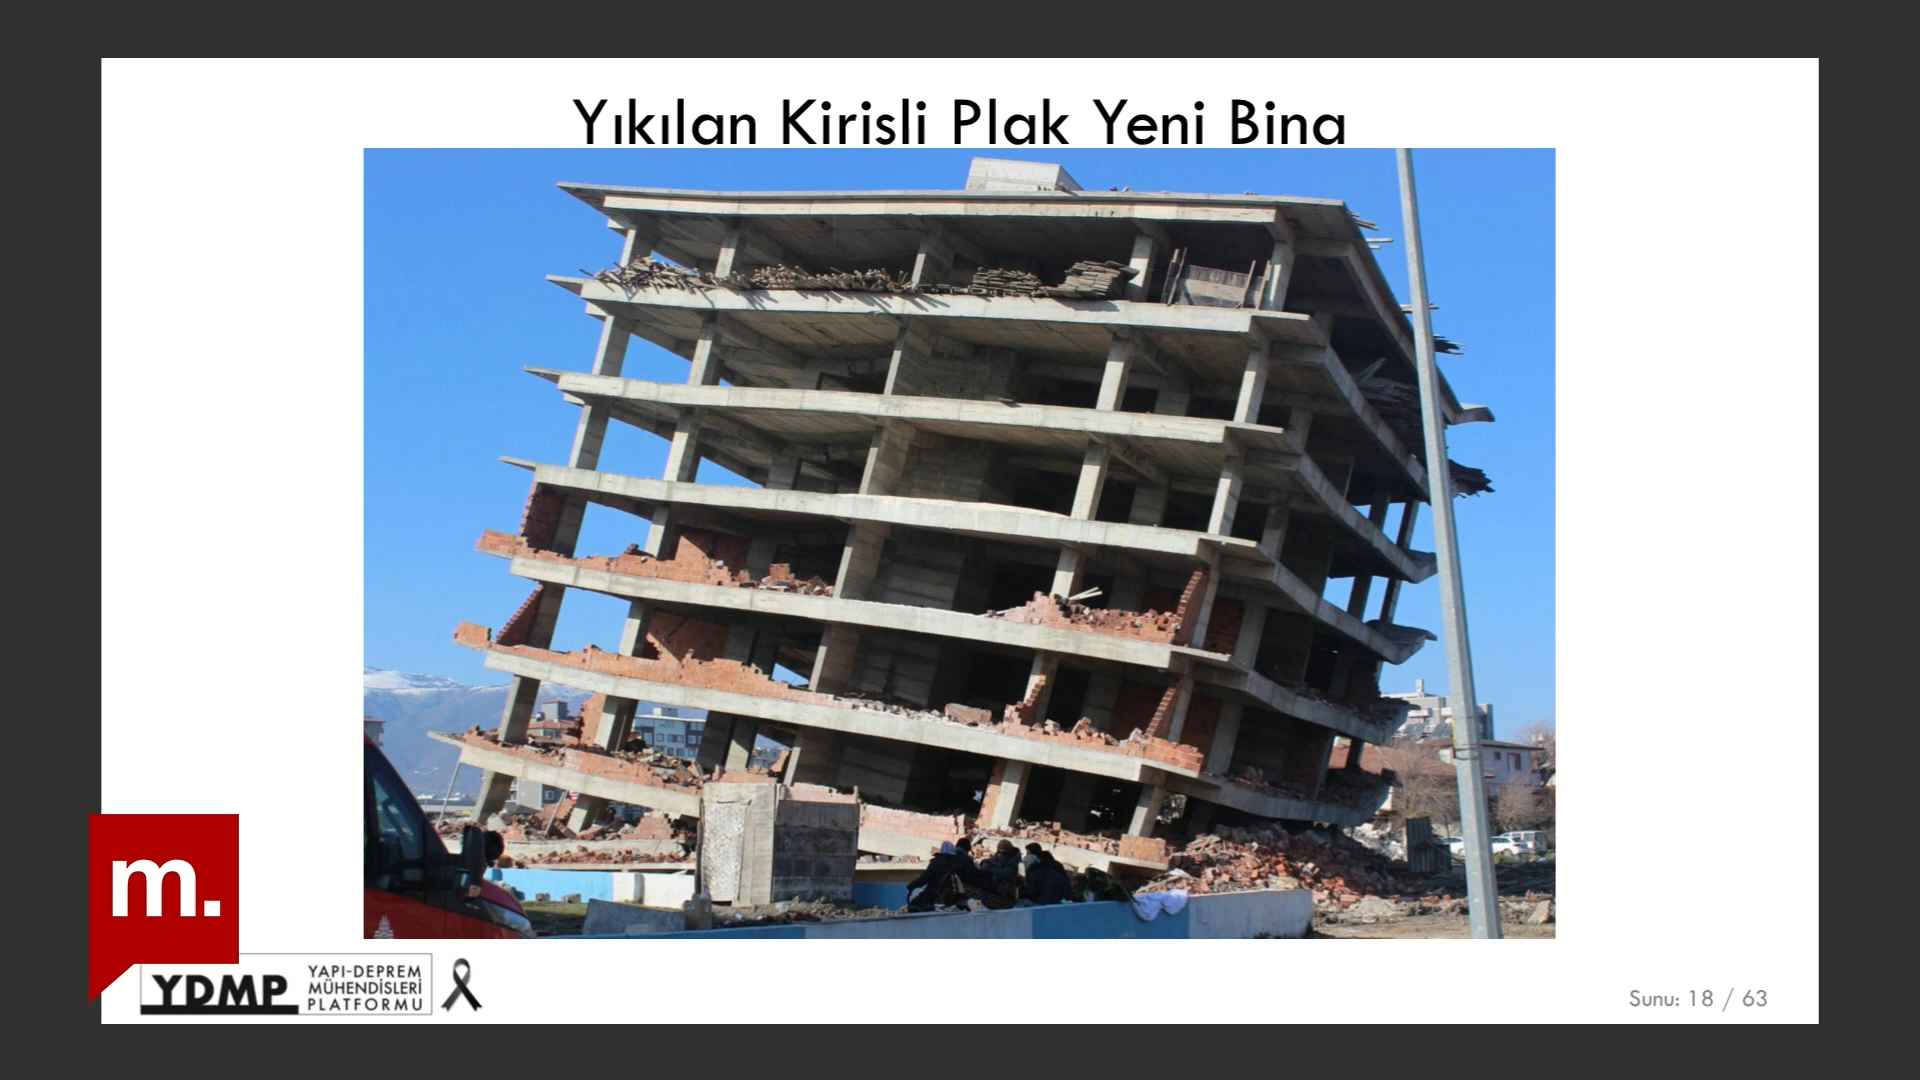 Yıkılan Kirisli Plak Yeni Bina
m.
YDMP
YAPI-DEPREM
MÜHENDİSLERİ
PLATFORMU
Sunu: 18 / 63